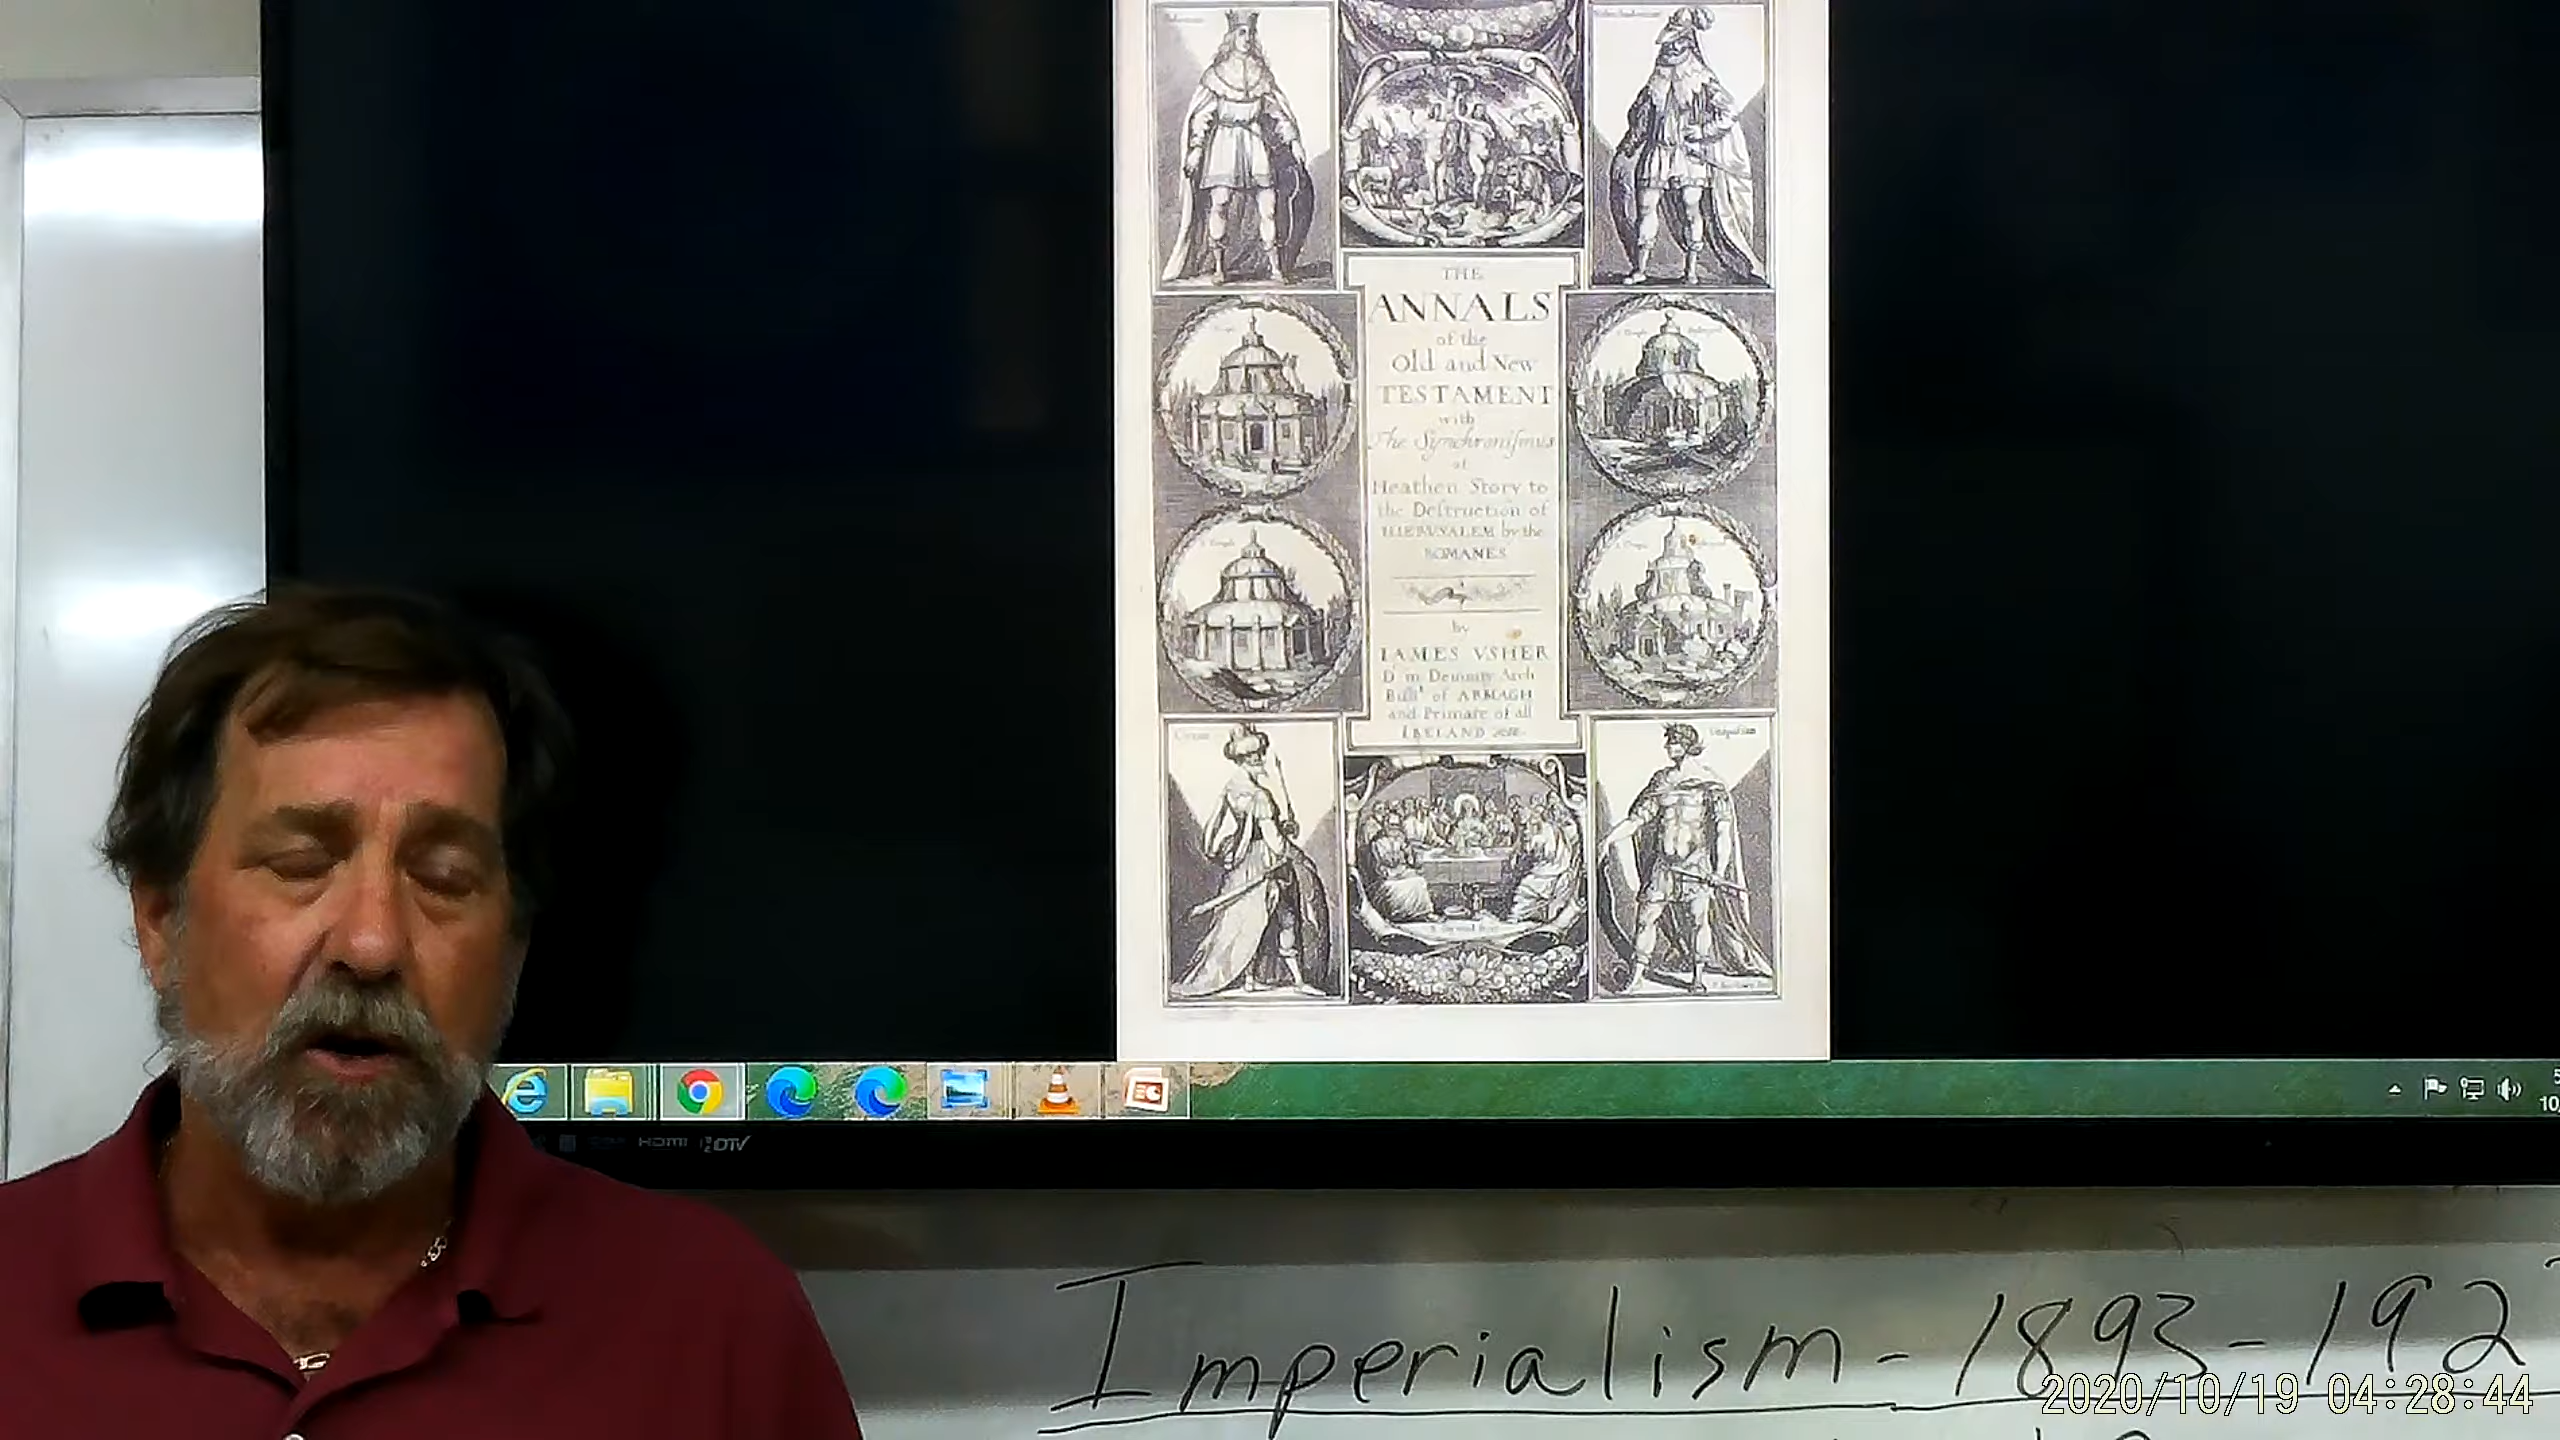 THE
ANNALS
of the
Old and New
TESTAMENT
with
The Synchronismus
of
Heathen Story to
the Destruction of
HIERUSALEM by the
ROMANES
by
IAMES VSHER
D' in Deuinity Arch
Bish' of ARMAGH
and Primate of all
IRELAND
HDMI DTV
Imperialism - 1893-192
2020/10/19 04:28:44